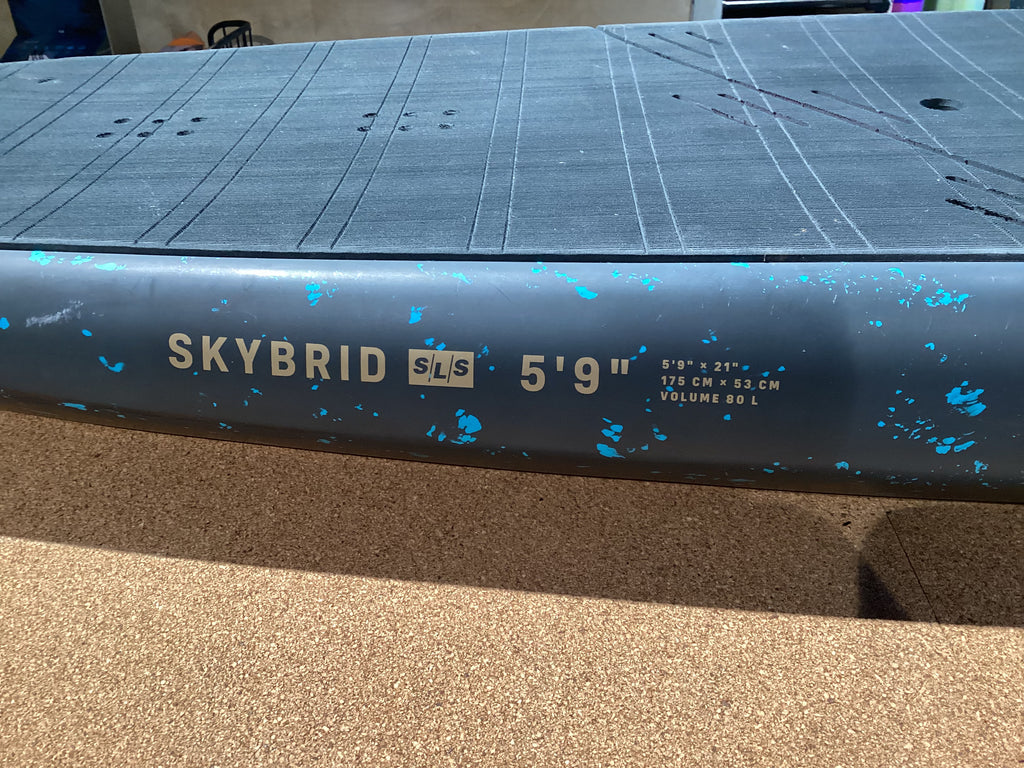 SKYBRID SLS 5'9"
5'9" × 21"
175 CM × 53 CM
VOLUME 80 L